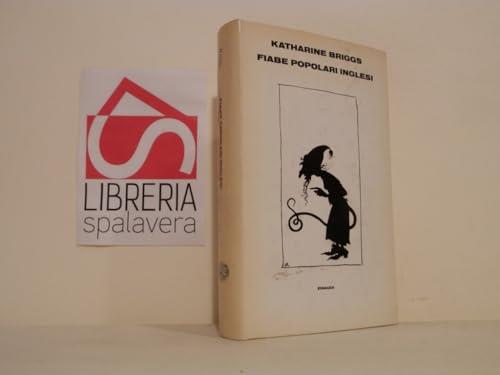 LIBRERIA
spalavera
KATHARINE BRIGGS
FIABE POPOLARI INGLESI
EINAUDI